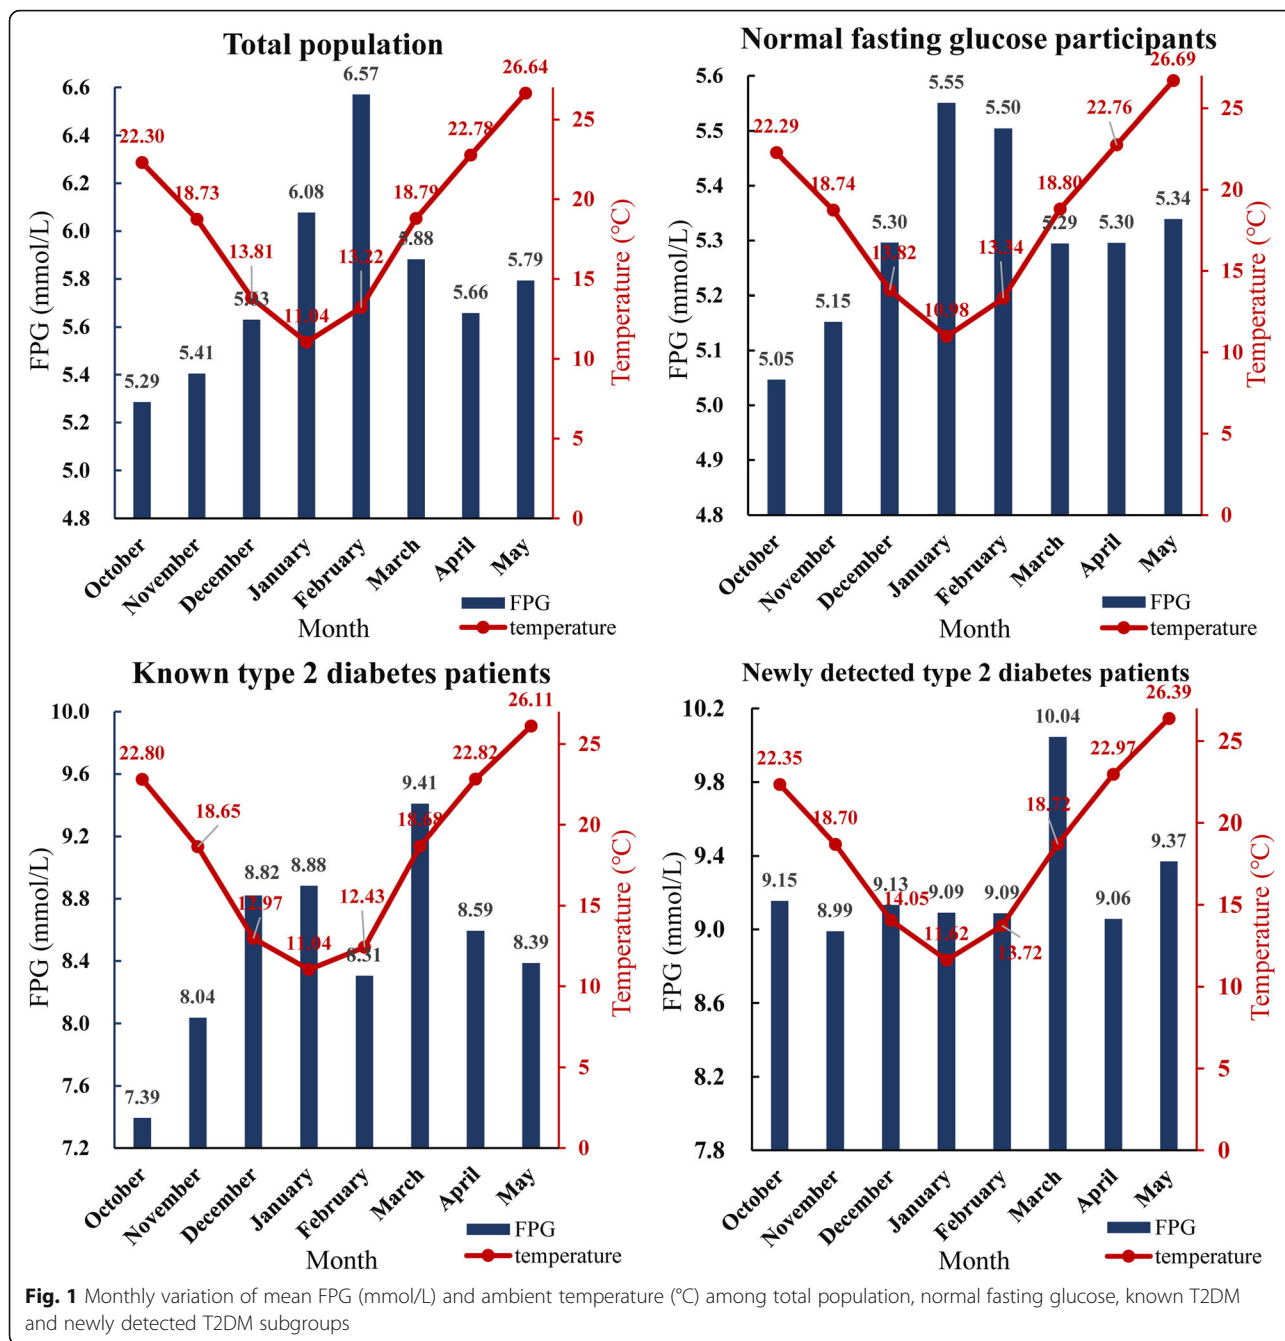 Total population
FPG (mmol/L)
6.6
6.4
6.2
6.0
5.8
5.6
5.4
5.2
5.0
4.8
22.30
18.73
13.81
11.04
13.22
18.79
22.78
26.64
5.29
5.41
5.63
6.08
6.57
5.88
5.66
5.79
25
20
15
10
5
0
Temperature (°C)
October
November
December
January
February
March
April
May
Month
FPG
temperature
Normal fasting glucose participants
FPG (mmol/L)
5.6
5.5
5.4
5.3
5.2
5.1
5.0
4.9
4.8
22.29
18.74
13.82
10.98
13.34
18.80
22.76
26.69
5.05
5.15
5.30
5.55
5.50
5.29
5.30
5.34
25
20
15
10
5
0
Temperature (°C)
October
November
December
January
February
March
April
May
Month
FPG
temperature
Known type 2 diabetes patients
FPG (mmol/L)
10.0
9.6
9.2
8.8
8.4
8.0
7.6
7.2
22.80
18.65
12.97
11.04
12.43
18.68
22.82
26.11
7.39
8.04
8.82
8.88
8.31
9.41
8.59
8.39
25
20
15
10
5
0
Temperature (°C)
October
November
December
January
February
March
April
May
Month
FPG
temperature
Newly detected type 2 diabetes patients
FPG (mmol/L)
10.2
9.8
9.4
9.0
8.6
8.2
7.8
22.35
18.70
14.05
11.62
13.72
18.72
22.97
26.39
9.15
8.99
9.13
9.09
9.09
10.04
9.06
9.37
25
20
15
10
5
0
Temperature (°C)
October
November
December
January
February
March
April
May
Month
FPG
temperature
Fig. 1 Monthly variation of mean FPG (mmol/L) and ambient temperature (°C) among total population, normal fasting glucose, known T2DM
and newly detected T2DM subgroups